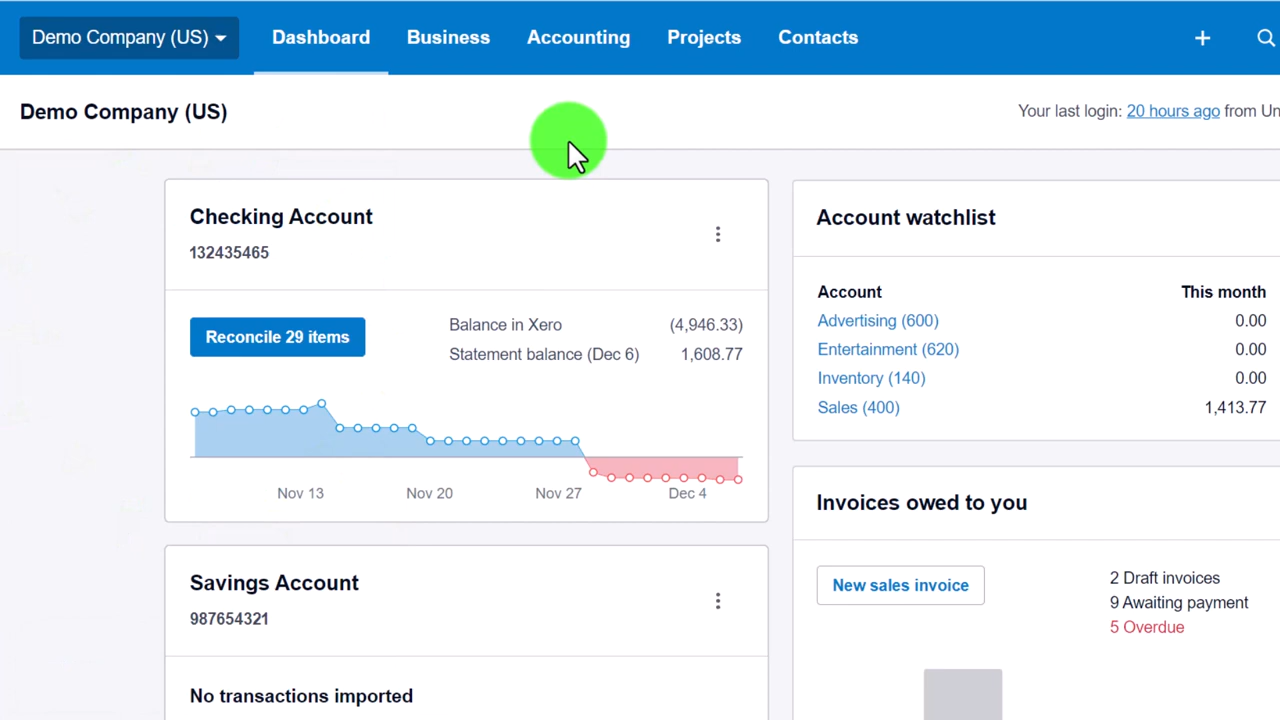 Demo Company (US)
Dashboard
Business
Accounting
Projects
Contacts
Demo Company (US)
Your last login: 20 hours ago from Un
Checking Account
132435465
Reconcile 29 items
Balance in Xero (4,946.33)
Statement balance (Dec 6) 1,608.77
Nov 13 Nov 20 Nov 27 Dec 4
Savings Account
987654321
No transactions imported
Account watchlist
Account This month
Advertising (600) 0.00
Entertainment (620) 0.00
Inventory (140) 0.00
Sales (400) 1,413.77
Invoices owed to you
New sales invoice
2 Draft invoices
9 Awaiting payment
5 Overdue